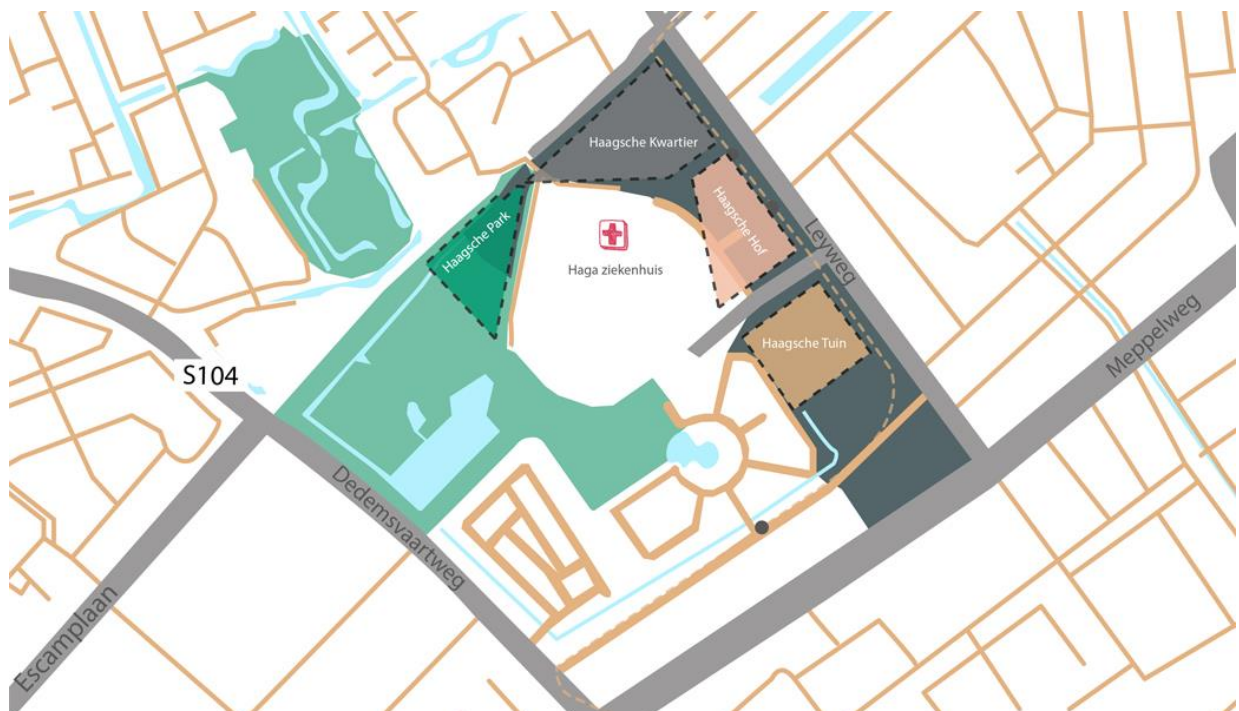 Haagsche Kwartier
Haagsche Park
Haagsche Hof
Leyweg
Haga ziekenhuis
Haagsche Tuin
Meppelweg
S104
Dedemsvaartweg
Escamplaan